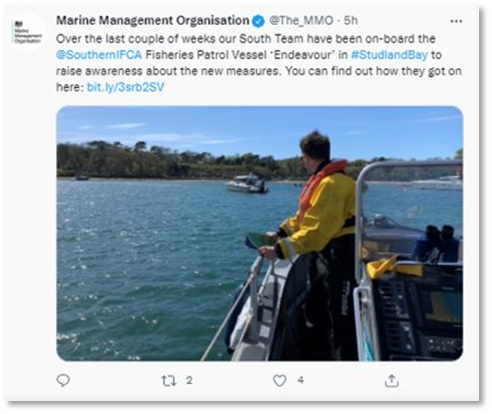 Marine Management Organisation @The_MMO · 5h
Marine
Management
Organisation
Over the last couple of weeks our South Team have been on-board the
@SouthernIFCA Fisheries Patrol Vessel ‘Endeavour’ in #StudlandBay to
raise awareness about the new measures. You can find out how they got on
here: bit.ly/3srb2SV
2
4